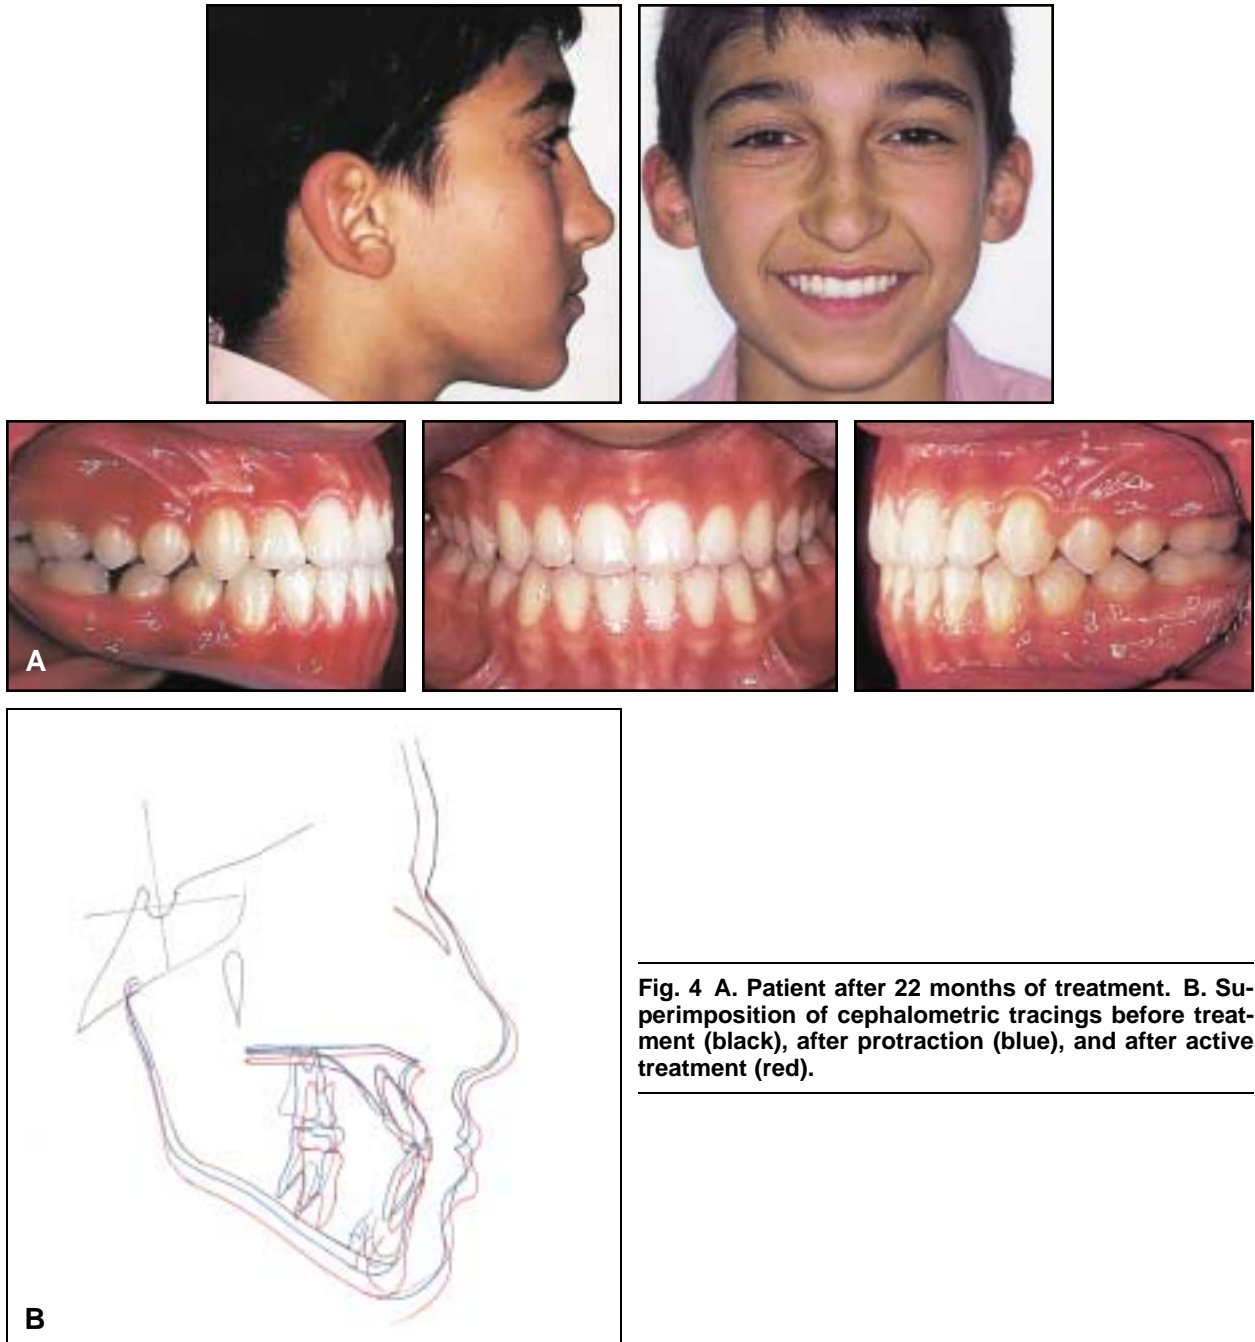 A
B
Fig. 4 A. Patient after 22 months of treatment. B. Su-
perimposition of cephalometric tracings before treat-
ment (black), after protraction (blue), and after active
treatment (red).